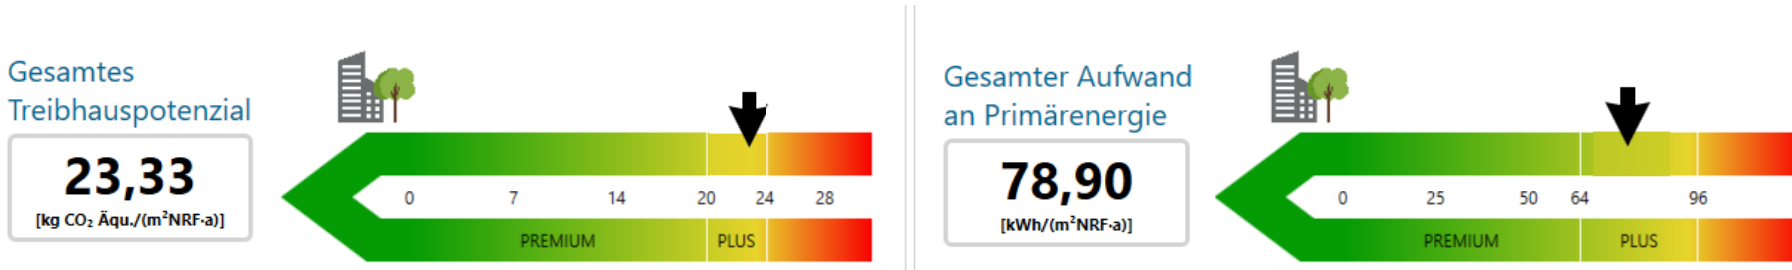 Gesamtes
Treibhauspotenzial
23,33
[kg CO₂ Äqu./(m²NRF·a)]
0 7 14 20 24 28
PREMIUM PLUS
Gesamter Aufwand
an Primärenergie
78,90
[kWh/(m²NRF·a)]
0 25 50 64 96
PREMIUM PLUS